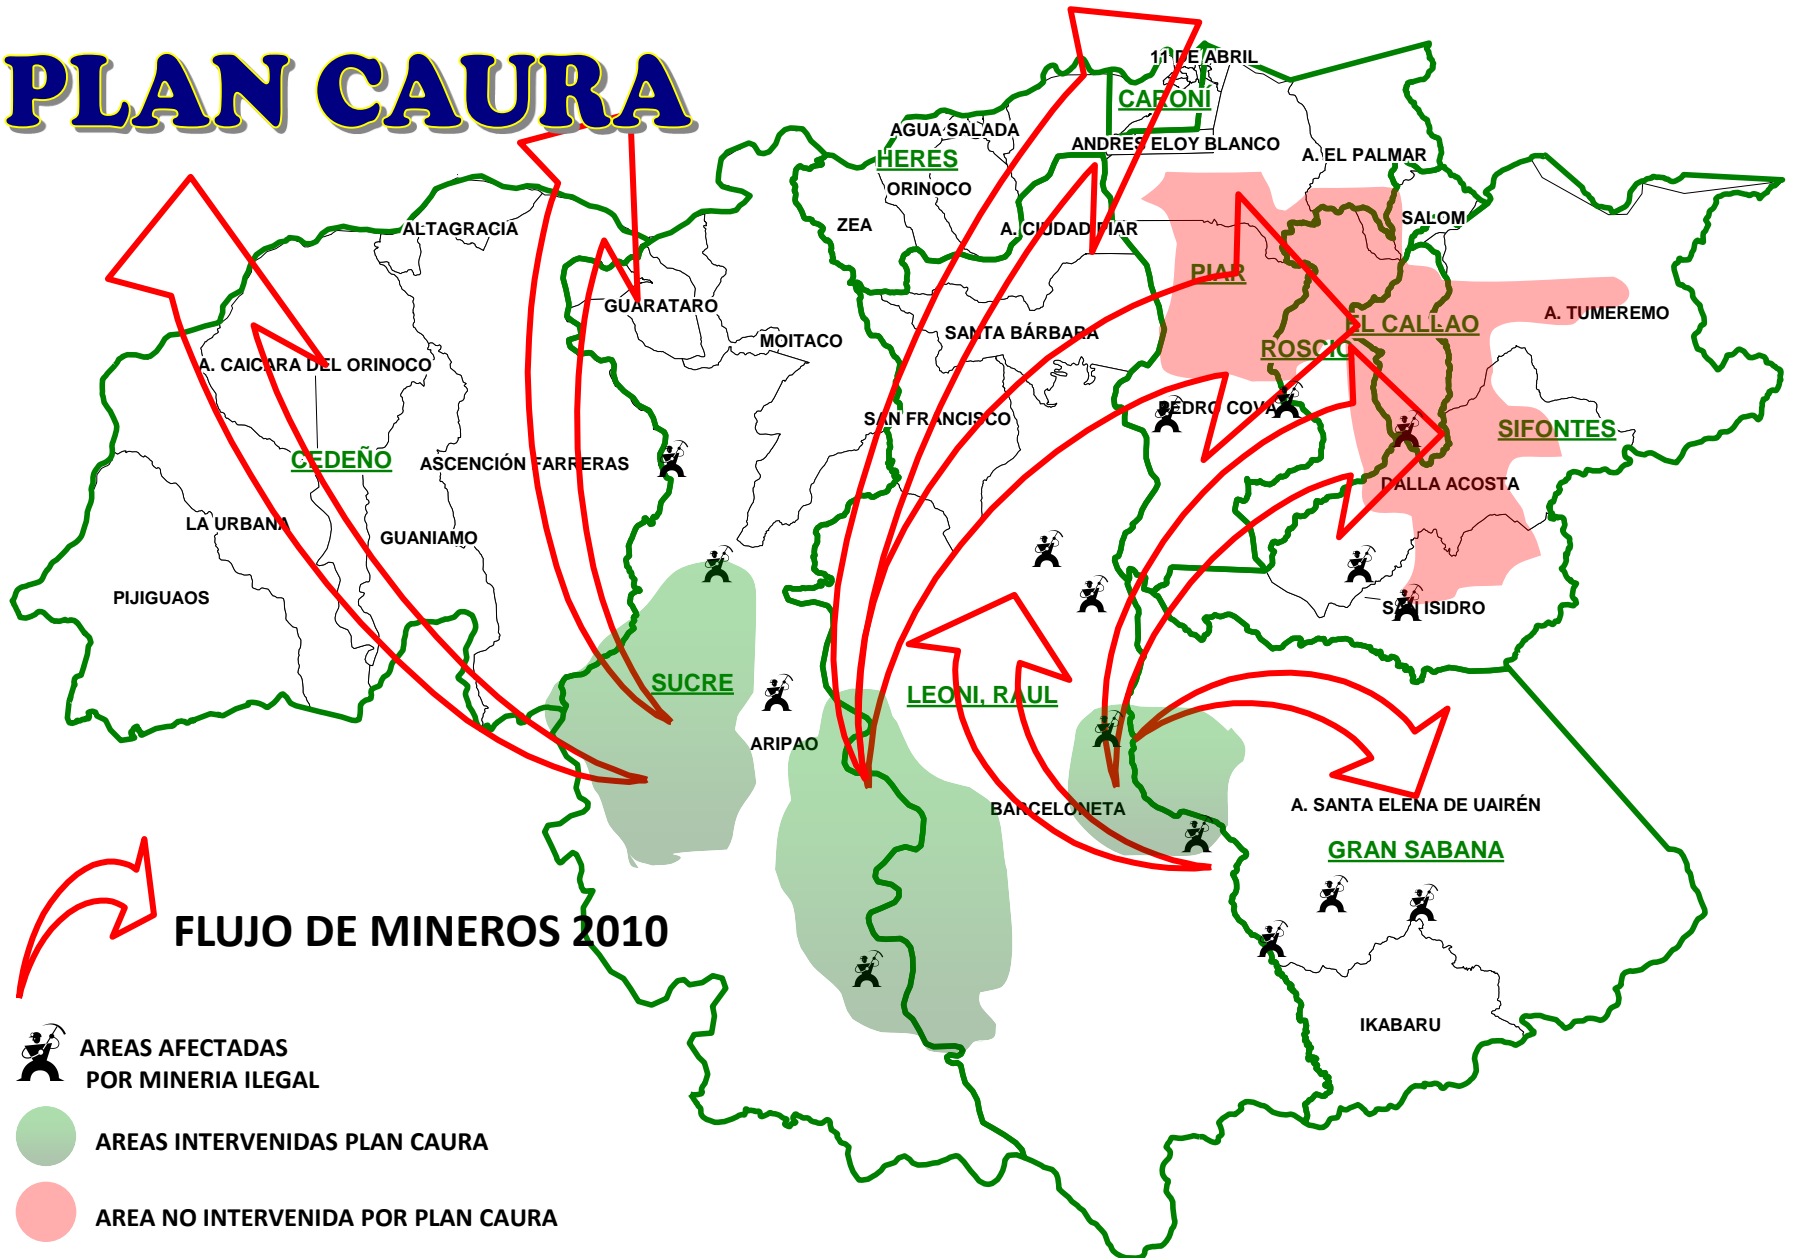 PLAN CAURA
11 DE ABRIL
CARONÍ
AGUA SALADA
ANDRES ELOY BLANCO
HERES
A. EL PALMAR
ORINOCO
ZEA
A. CIUDAD PIAR
SALOM
ALTAGRACIA
PIAR
GUARATARO
A. TUMEREMO
EL CALLAO
SANTA BÁRBARA
MOITACO
ROSCIO
A. CAICARA DEL ORINOCO
PEDRO COVA
SAN FRANCISCO
SIFONTES
CEDEÑO
ASCENCIÓN FARRERAS
DALLA ACOSTA
LA URBANA
GUANIAMO
PIJIGUAOS
SAN ISIDRO
SUCRE
LEONI, RAUL
ARIPAO
BARCELONETA
A. SANTA ELENA DE UAIRÉN
GRAN SABANA
FLUJO DE MINEROS 2010
IKABARU
AREAS AFECTADAS
POR MINERIA ILEGAL
AREAS INTERVENIDAS PLAN CAURA
AREA NO INTERVENIDA POR PLAN CAURA